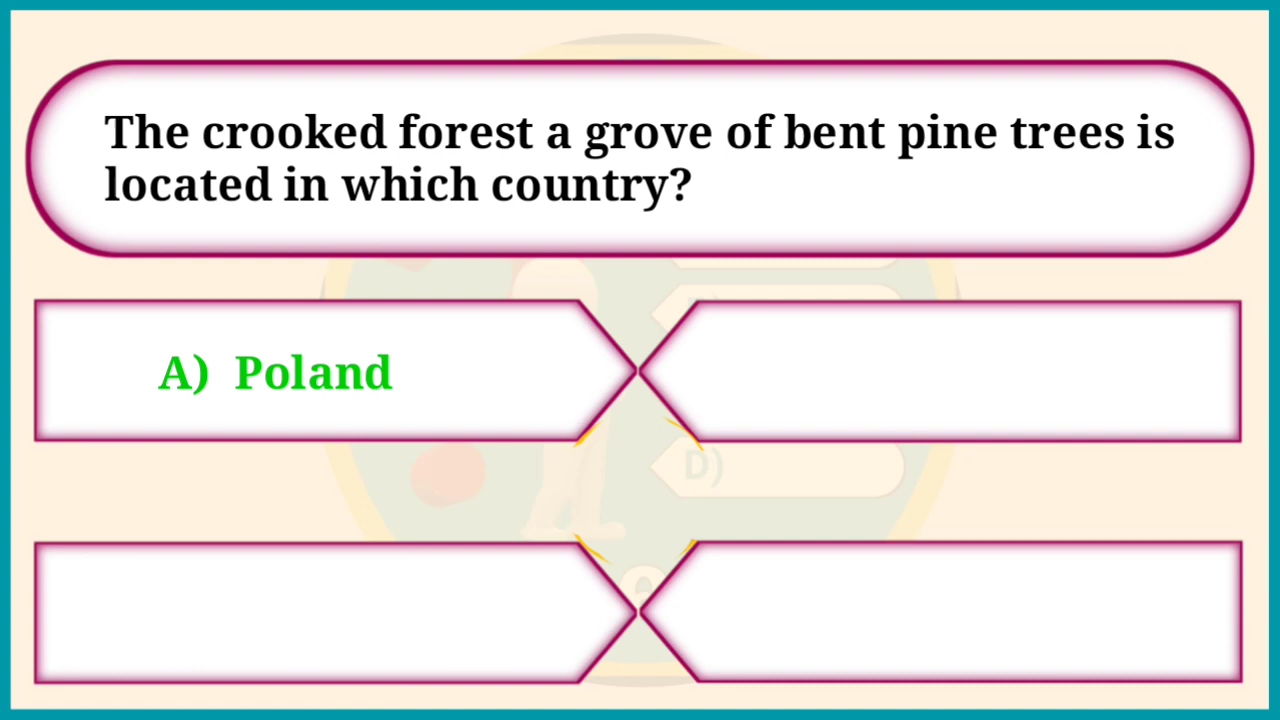 The crooked forest a grove of bent pine trees is
located in which country?
A) Poland
D)